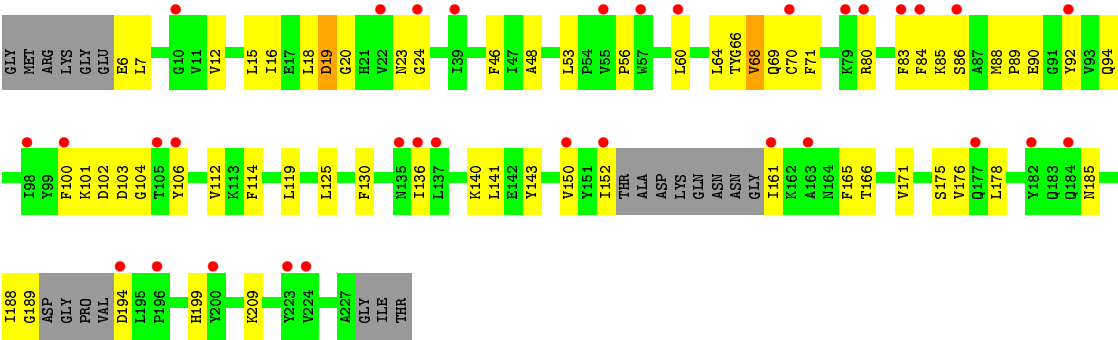 GLY MET ARG LYS GLY GLU E6 L7 G10 V11 V12 L15 I16 E17 L18 D19 G20 H21 V22 N23 G24 I39 F46 I47 A48 L53 P54 V55 P56 W57 L60 L64 TYG66 V68 Q69 C70 F71 K79 R80 F83 F84 K85 S86 A87 M88 P89 E90 G91 Y92 V93 Q94
I98 Y99 F100 K101 D102 D103 G104 T105 Y106 V112 K113 F114 L119 L125 F130 N135 I136 L137 K140 L141 E142 Y143 V150 Y151 I152 THR ALA ASP LYS GLN ASN ASN GLY I161 K162 A163 N164 F165 T166 V171 S175 V176 Q177 L178 Y182 Q183 Q184 N185
I188 G189 ASP GLY PRO VAL D194 L195 P196 H199 Y200 K209 Y223 V224 A227 GLY ILE THR